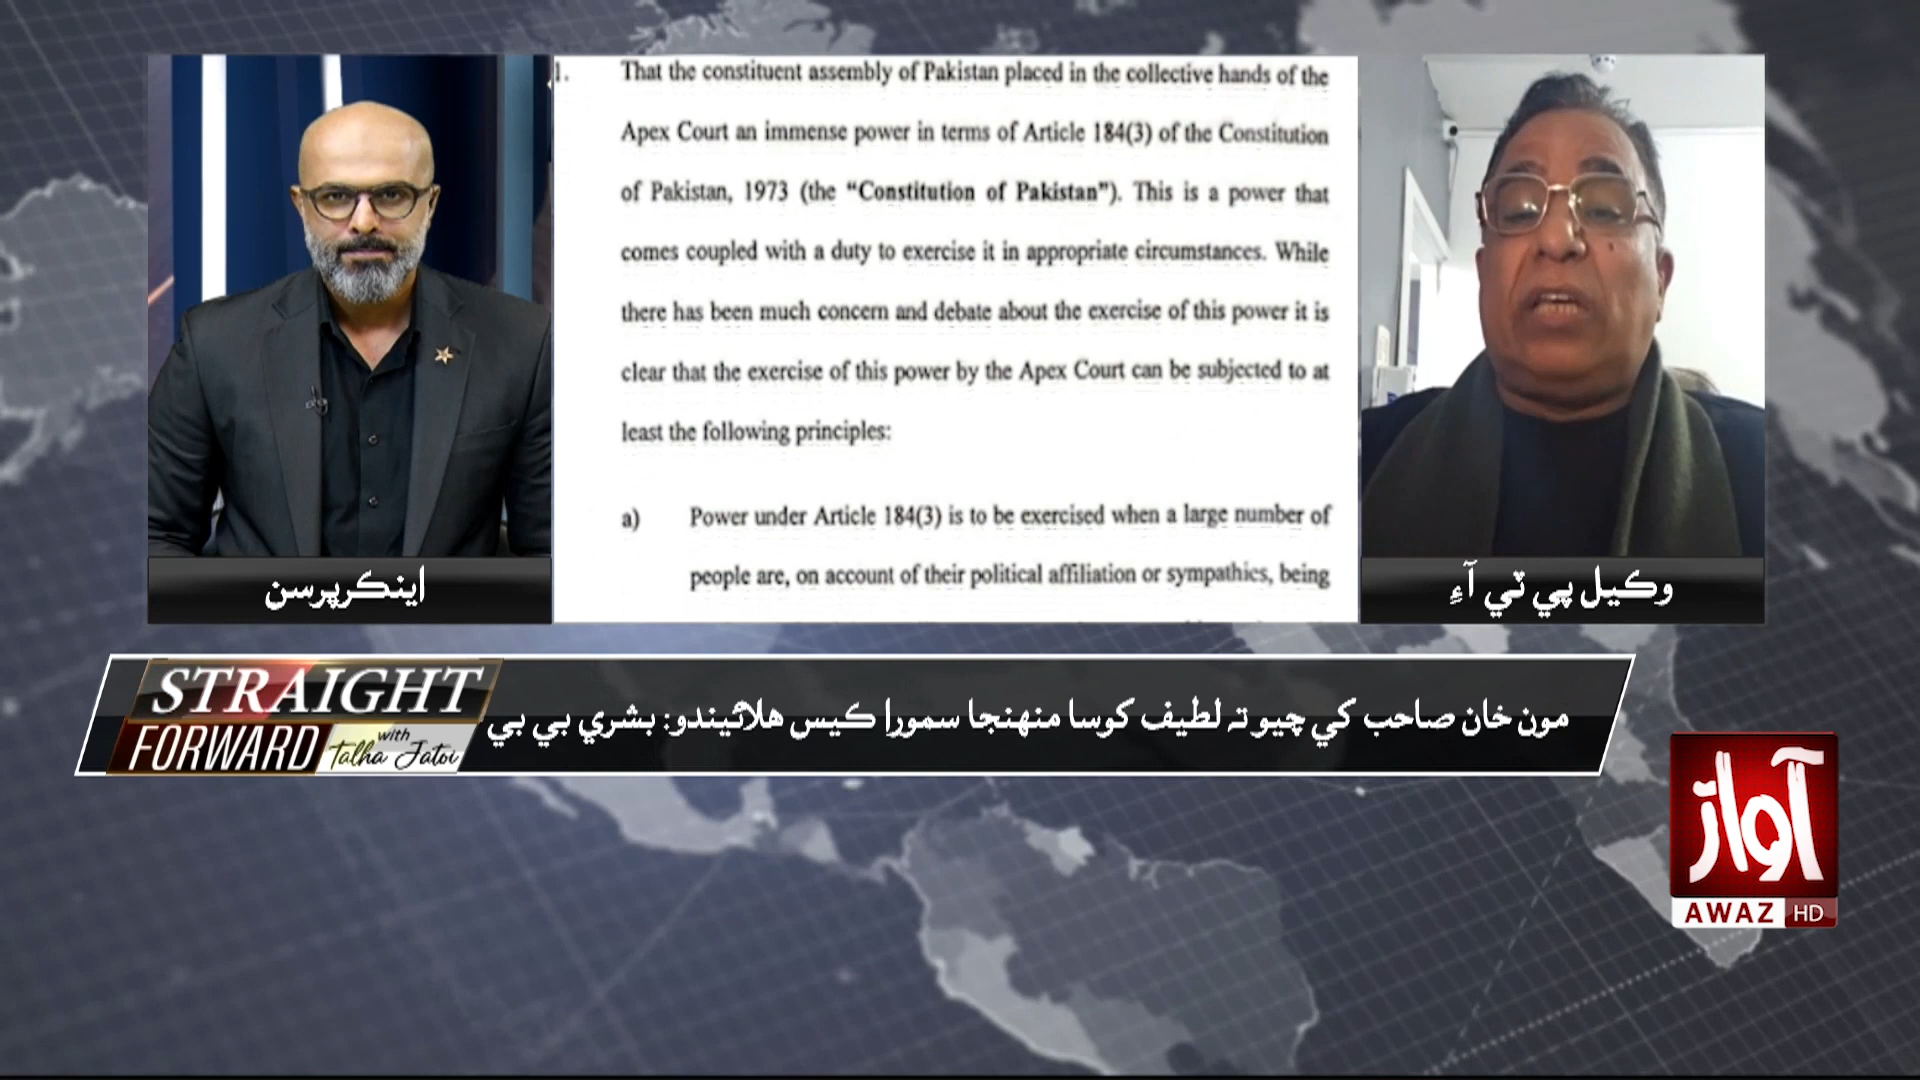 1. That the constituent assembly of Pakistan placed in the collective hands of the
Apex Court an immense power in terms of Article 184(3) of the Constitution
of Pakistan, 1973 (the “Constitution of Pakistan”). This is a power that
comes coupled with a duty to exercise it in appropriate circumstances. While
there has been much concern and debate about the exercise of this power it is
clear that the exercise of this power by the Apex Court can be subjected to at
least the following principles:
a) Power under Article 184(3) is to be exercised when a large number of
people are, on account of their political affiliation or sympathies, being
اينڪرپرسن
وڪيل پي ٽي آءِ
STRAIGHT
FORWARD
with
Talha Jatoi
مون خان صاحب کي چيو تہ لطيف کوسا منهنجا سمورا ڪيس هلائيندو: بشري بي بي
آواز
AWAZ HD